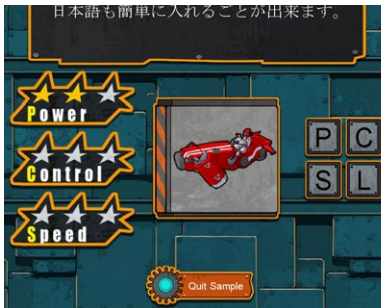 日本語も簡単に入れることが出来ます。
Power
Control
Speed
P C
S L
Quit Sample